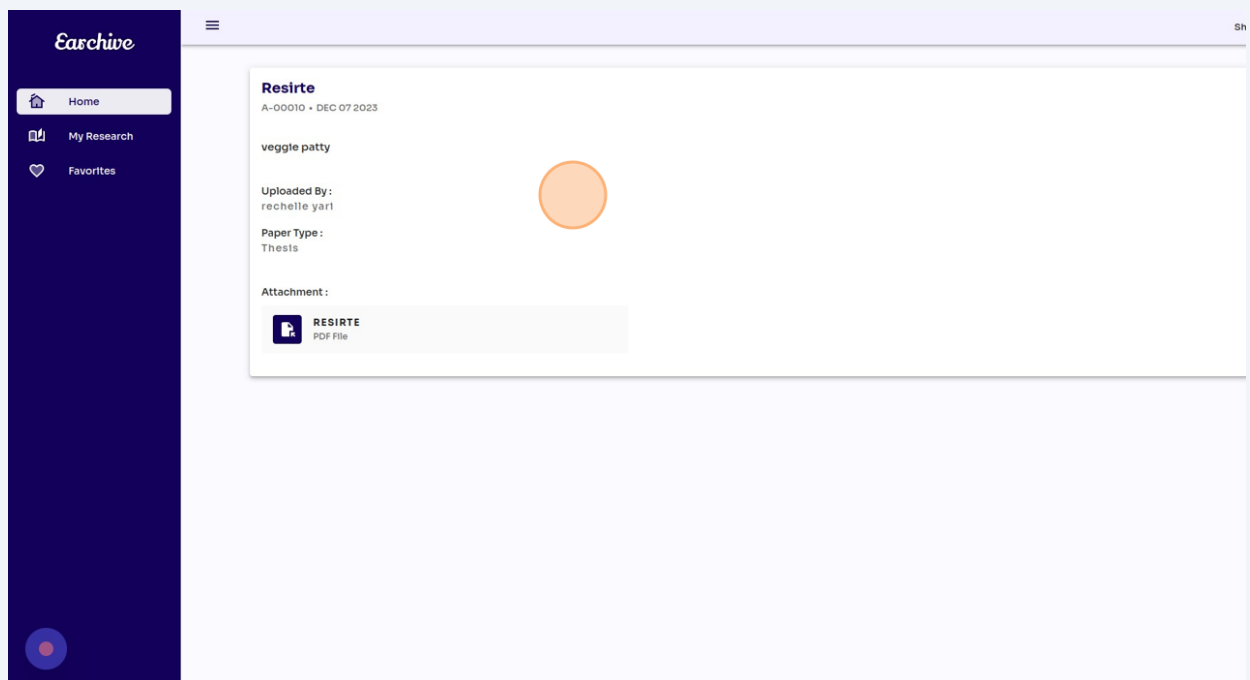 Earchive
Sh
Home
My Research
Favorites
Resirte
A-00010 • DEC 07 2023
veggie patty
Uploaded By :
rechelle yari
Paper Type :
Thesis
Attachment :
RESIRTE
PDF File